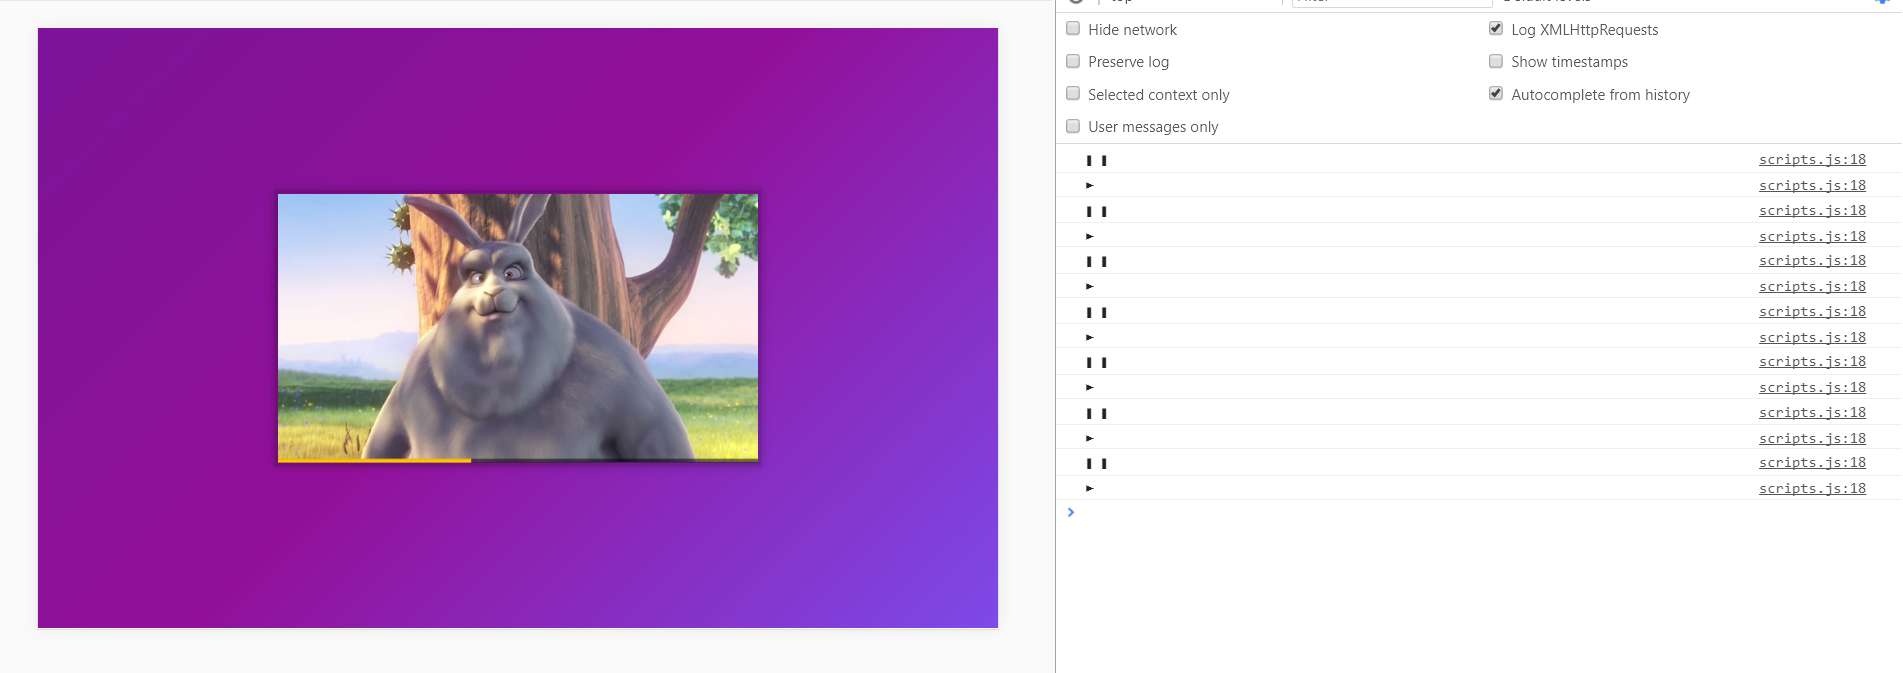 Hide network
Log XMLHttpRequests
Preserve log
Show timestamps
Selected context only
Autocomplete from history
User messages only
❚ ❚ scripts.js:18
► scripts.js:18
❚ ❚ scripts.js:18
► scripts.js:18
❚ ❚ scripts.js:18
► scripts.js:18
❚ ❚ scripts.js:18
► scripts.js:18
❚ ❚ scripts.js:18
► scripts.js:18
❚ ❚ scripts.js:18
► scripts.js:18
❚ ❚ scripts.js:18
► scripts.js:18